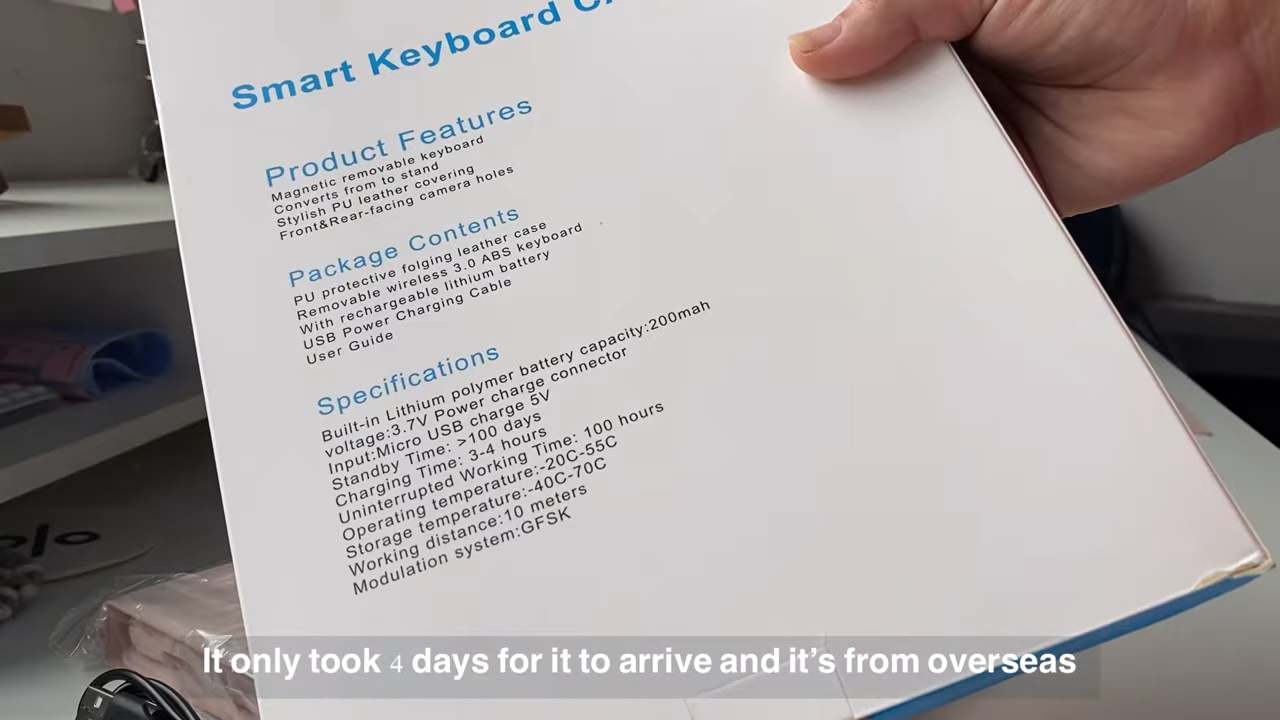 Smart Keyboard
Product Features
Magnetic removable keyboard
Converts from to stand
Stylish PU leather covering
Front&Rear-facing camera holes
Package Contents
PU protective folging leather case
Removable wireless 3.0 ABS keyboard
With rechargeable lithium battery
USB Power Charging Cable
User Guide
Specifications
Built-in Lithium polymer battery capacity:200mah
voltage:3.7V Power charge connector
Input:Micro USB charge 5V
Standby Time: >100 days
Charging Time: 3-4 hours
Uninterrupted Working Time: 100 hours
Operating temperature:-20C-55C
Storage temperature:-40C-70C
Working distance:10 meters
Modulation system:GFSK
It only took 4 days for it to arrive and it's from overseas